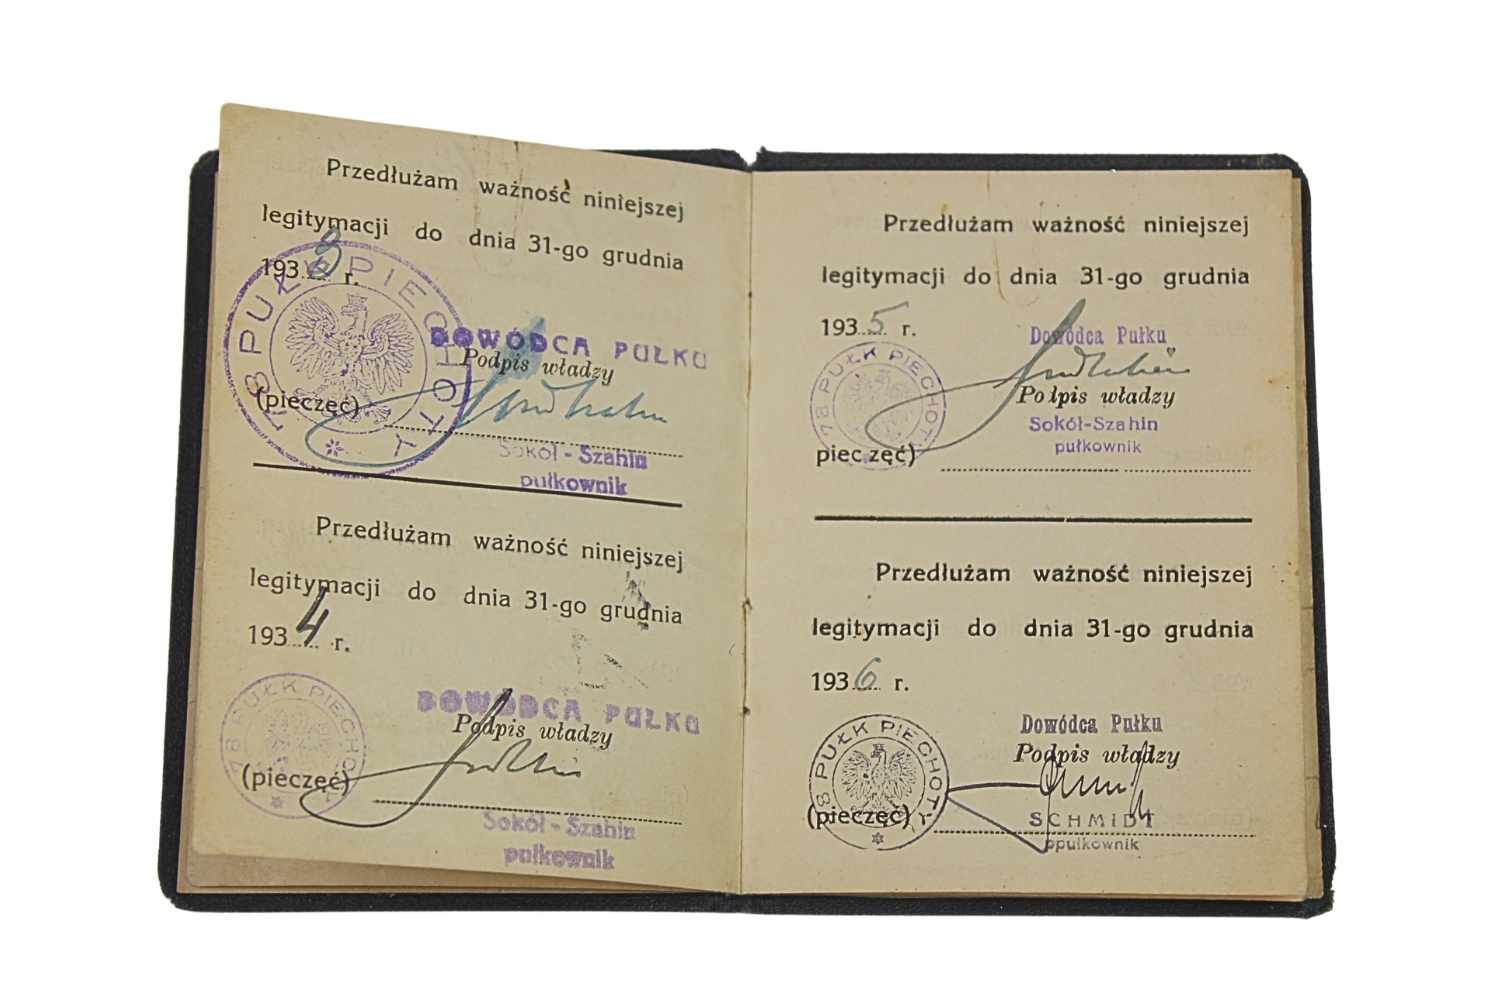 Przedłużam ważność niniejszej
legitymacji do dnia 31-go grudnia
1933 r.
78 PUŁK PIECHOTY
DOWÓDCA PUŁKU
Podpis władzy
(pieczęć)
Sokół - Szahin
pułkownik
Przedłużam ważność niniejszej
legitymacji do dnia 31-go grudnia
1934 r.
78 PUŁK PIECHOTY
DOWÓDCA PUŁKU
Podpis władzy
(pieczęć)
Sokół - Szahin
pułkownik
Przedłużam ważność niniejszej
legitymacji do dnia 31-go grudnia
1935 r.
78 PUŁK PIECHOTY
Dowódca Pułku
Podpis władzy
Sokół-Szahin
pułkownik
pieczęć)
Przedłużam ważność niniejszej
legitymacji do dnia 31-go grudnia
1936 r.
78 PUŁK PIECHOTY
Dowódca Pułku
Podpis władzy
(pieczęć)
SCHMIDT
ppułkownik